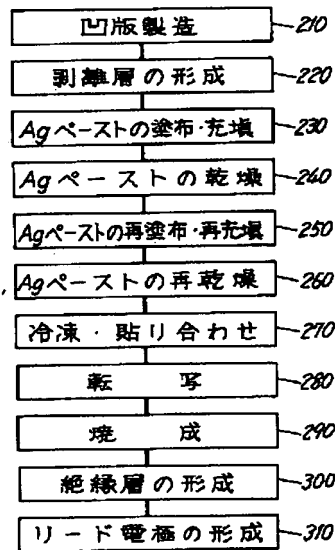 凹版製造 210
剥離層の形成 220
Agペーストの塗布·充填 230
Agペーストの乾燥 240
Agペーストの再塗布·再充填 250
Agペーストの再乾燥 260
冷凍·貼り合わせ 270
転写 280
焼成 290
絶縁層の形成 300
リード電極の形成 310